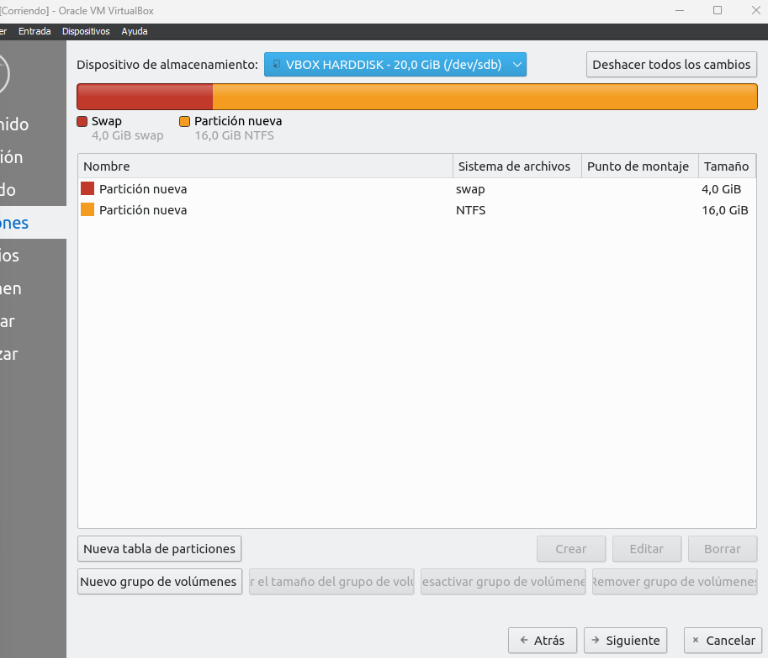 [Corriendo] - Oracle VM VirtualBox
er Entrada Dispositivos Ayuda
Dispositivo de almacenamiento: VBOX HARDDISK - 20,0 GiB (/dev/sdb) Deshacer todos los cambios
Swap Partición nueva
4,0 GiB swap 16,0 GiB NTFS
nido
ión
do
ones
ios
en
ar
zar
Nombre Sistema de archivos Punto de montaje Tamaño
Partición nueva swap 4,0 GiB
Partición nueva NTFS 16,0 GiB
Nueva tabla de particiones Crear Editar Borrar
Nuevo grupo de volúmenes r el tamaño del grupo de volú esactivar grupo de volúmene Remover grupo de volúmenes
Atrás Siguiente Cancelar